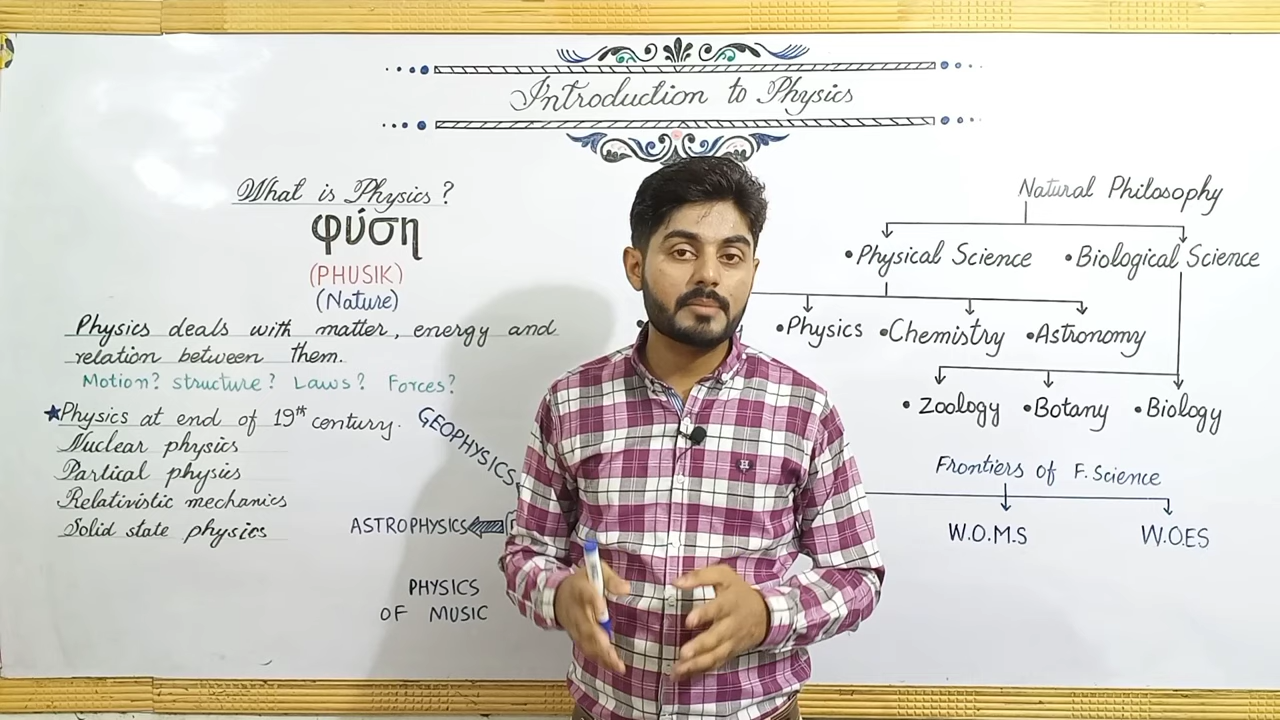 Introduction to Physics
What is Physics?
φύση
(PHUSIK)
(Nature)
Physics deals with matter, energy and
relation between them.
Motion? structure? Laws? Forces?
★Physics at end of 19th century.
Nuclear physics
Partical physics
Relativistic mechanics
Solid state physics
GEOPHYSICS
ASTROPHYSICS
PHYSICS
OF MUSIC
Natural Philosophy
•Physical Science •Biological Science
•Physics •Chemistry •Astronomy
•Zoology •Botany •Biology
Frontiers of F. Science
W.O.M.S W.O.ES